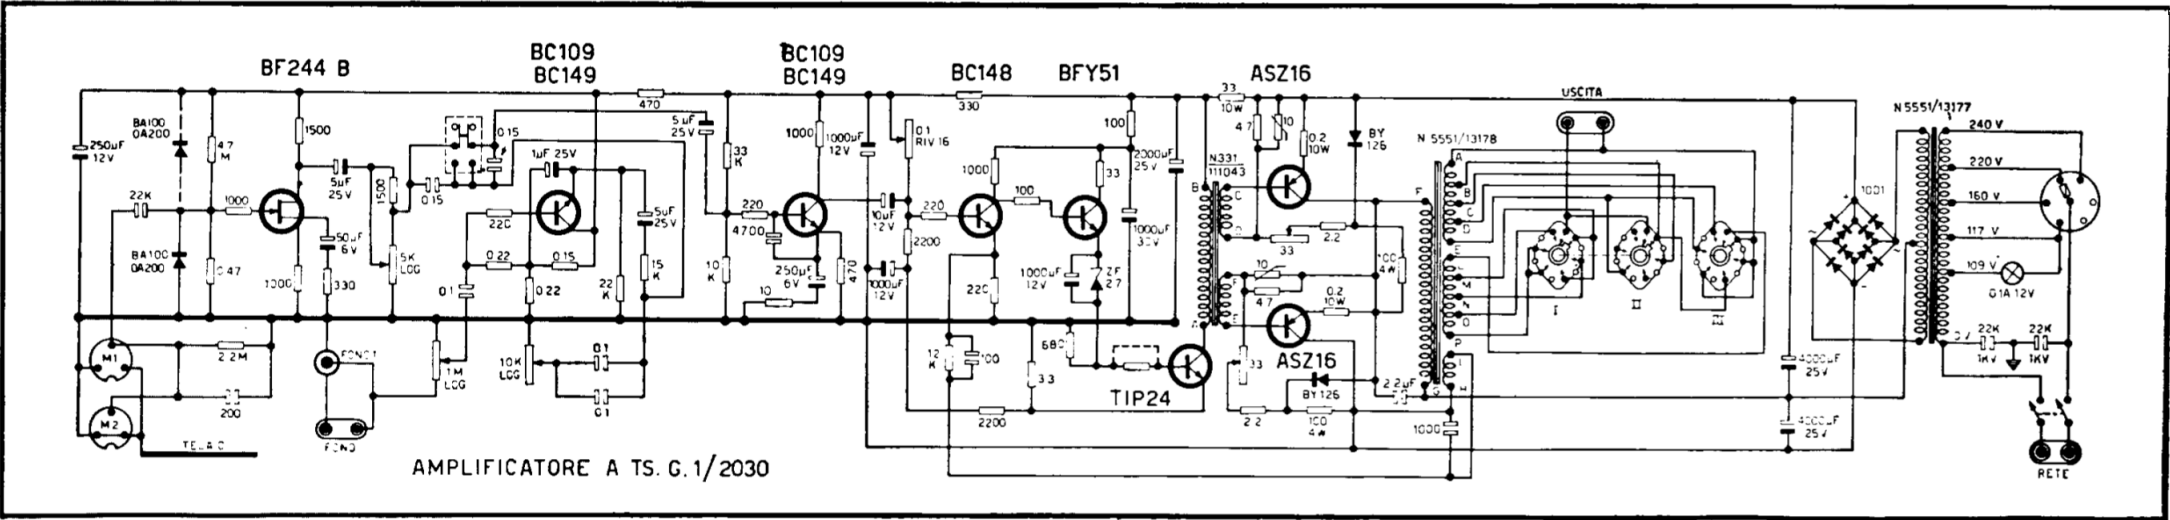 BF244 B
BC109
BC149
BC109
BC149
BC148
BFY51
ASZ16
USCITA
N 5551/13178
N 5551/13177
250µF
12V
BA100
OA200
4.7
M
1500
22K
1000
5µF
25V
1500
0.15
0.15
1µF 25V
220
0.22
0.15
0.22
0.1
470
5µF
25V
5µF
25V
33
K
10
K
15
K
22
K
220
4700
1000
1000µF
12V
0.1
RIV 16
10µF
12V
2200
250µF
6V
10
470
1000µF
12V
330
1000
220
220
100
100
33
1000µF
12V
ZF
2.7
1000µF
2000µF
25V
N331
111043
33
10W
4.7
10
0.2
10W
BY
126
33
2.2
100
4W
10
4.7
0.2
10W
33
ASZ16
BY126
2.2
100
4W
2.2µF
1000
BA100
OA200
0.47
1000
50µF
6V
330
5K
LOG
M1
M2
2.2M
200
TELAIO
FONO1
FONO
1M
LOG
10K
LOG
0.1
0.1
12
K
100
3.3
680
2200
TIP24
A
B
C
D
E
F
A
B
C
D
E
F
M
N
O
P
G
H
I
II
III
1001
4000µF
25V
4000µF
25V
240 V
220 V
160 V
117 V
109 V
0.1A 12V
22K
1KV
22K
1KV
RETE
AMPLIFICATORE A TS. G.1/2030